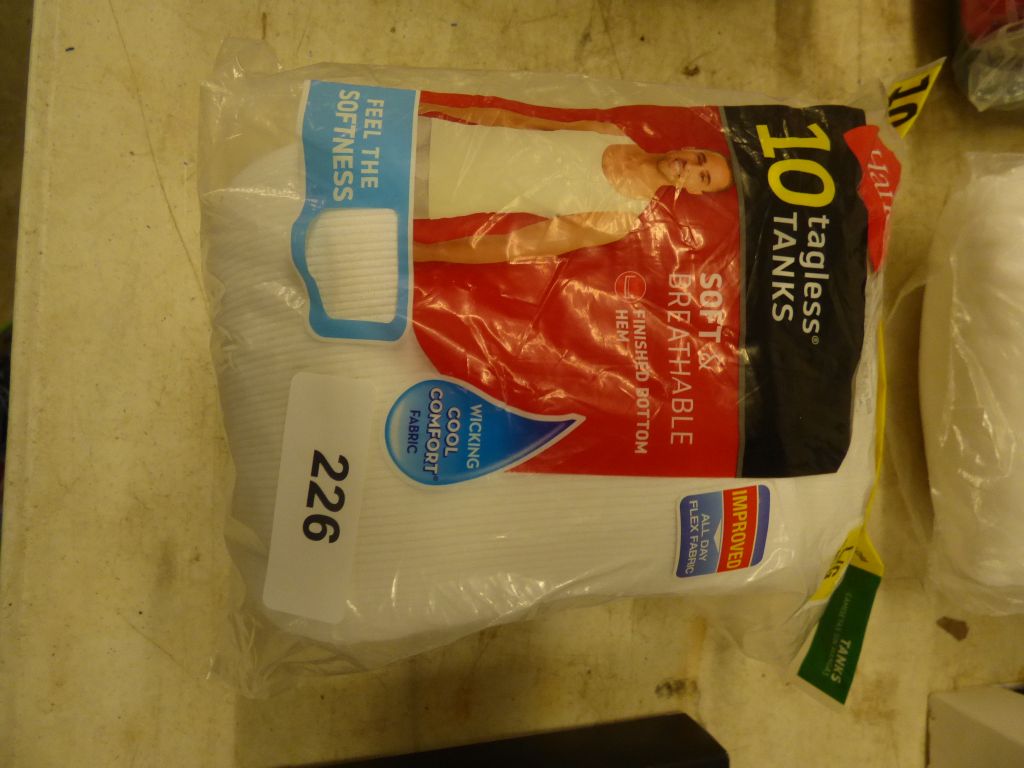 10
tagless®
TANKS
SOFT &
BREATHABLE
FINISHED BOTTOM
HEM
FEEL THE
SOFTNESS
WICKING
COOL
COMFORT®
FABRIC
IMPROVED
ALL DAY
FLEX FABRIC
226
10
L/G
TANKS